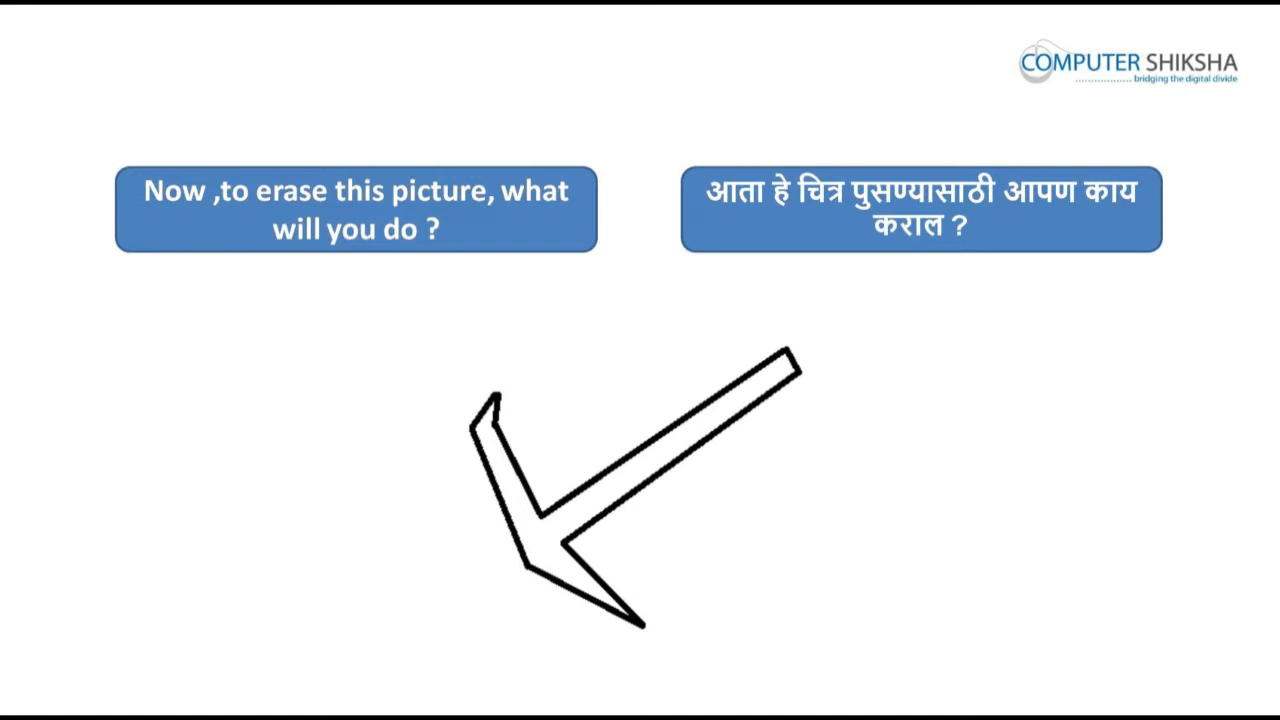 COMPUTER SHIKSHA
bridging the digital divide
Now ,to erase this picture, what
will you do ?
आता हे चित्र पुसण्यासाठी आपण काय
कराल ?